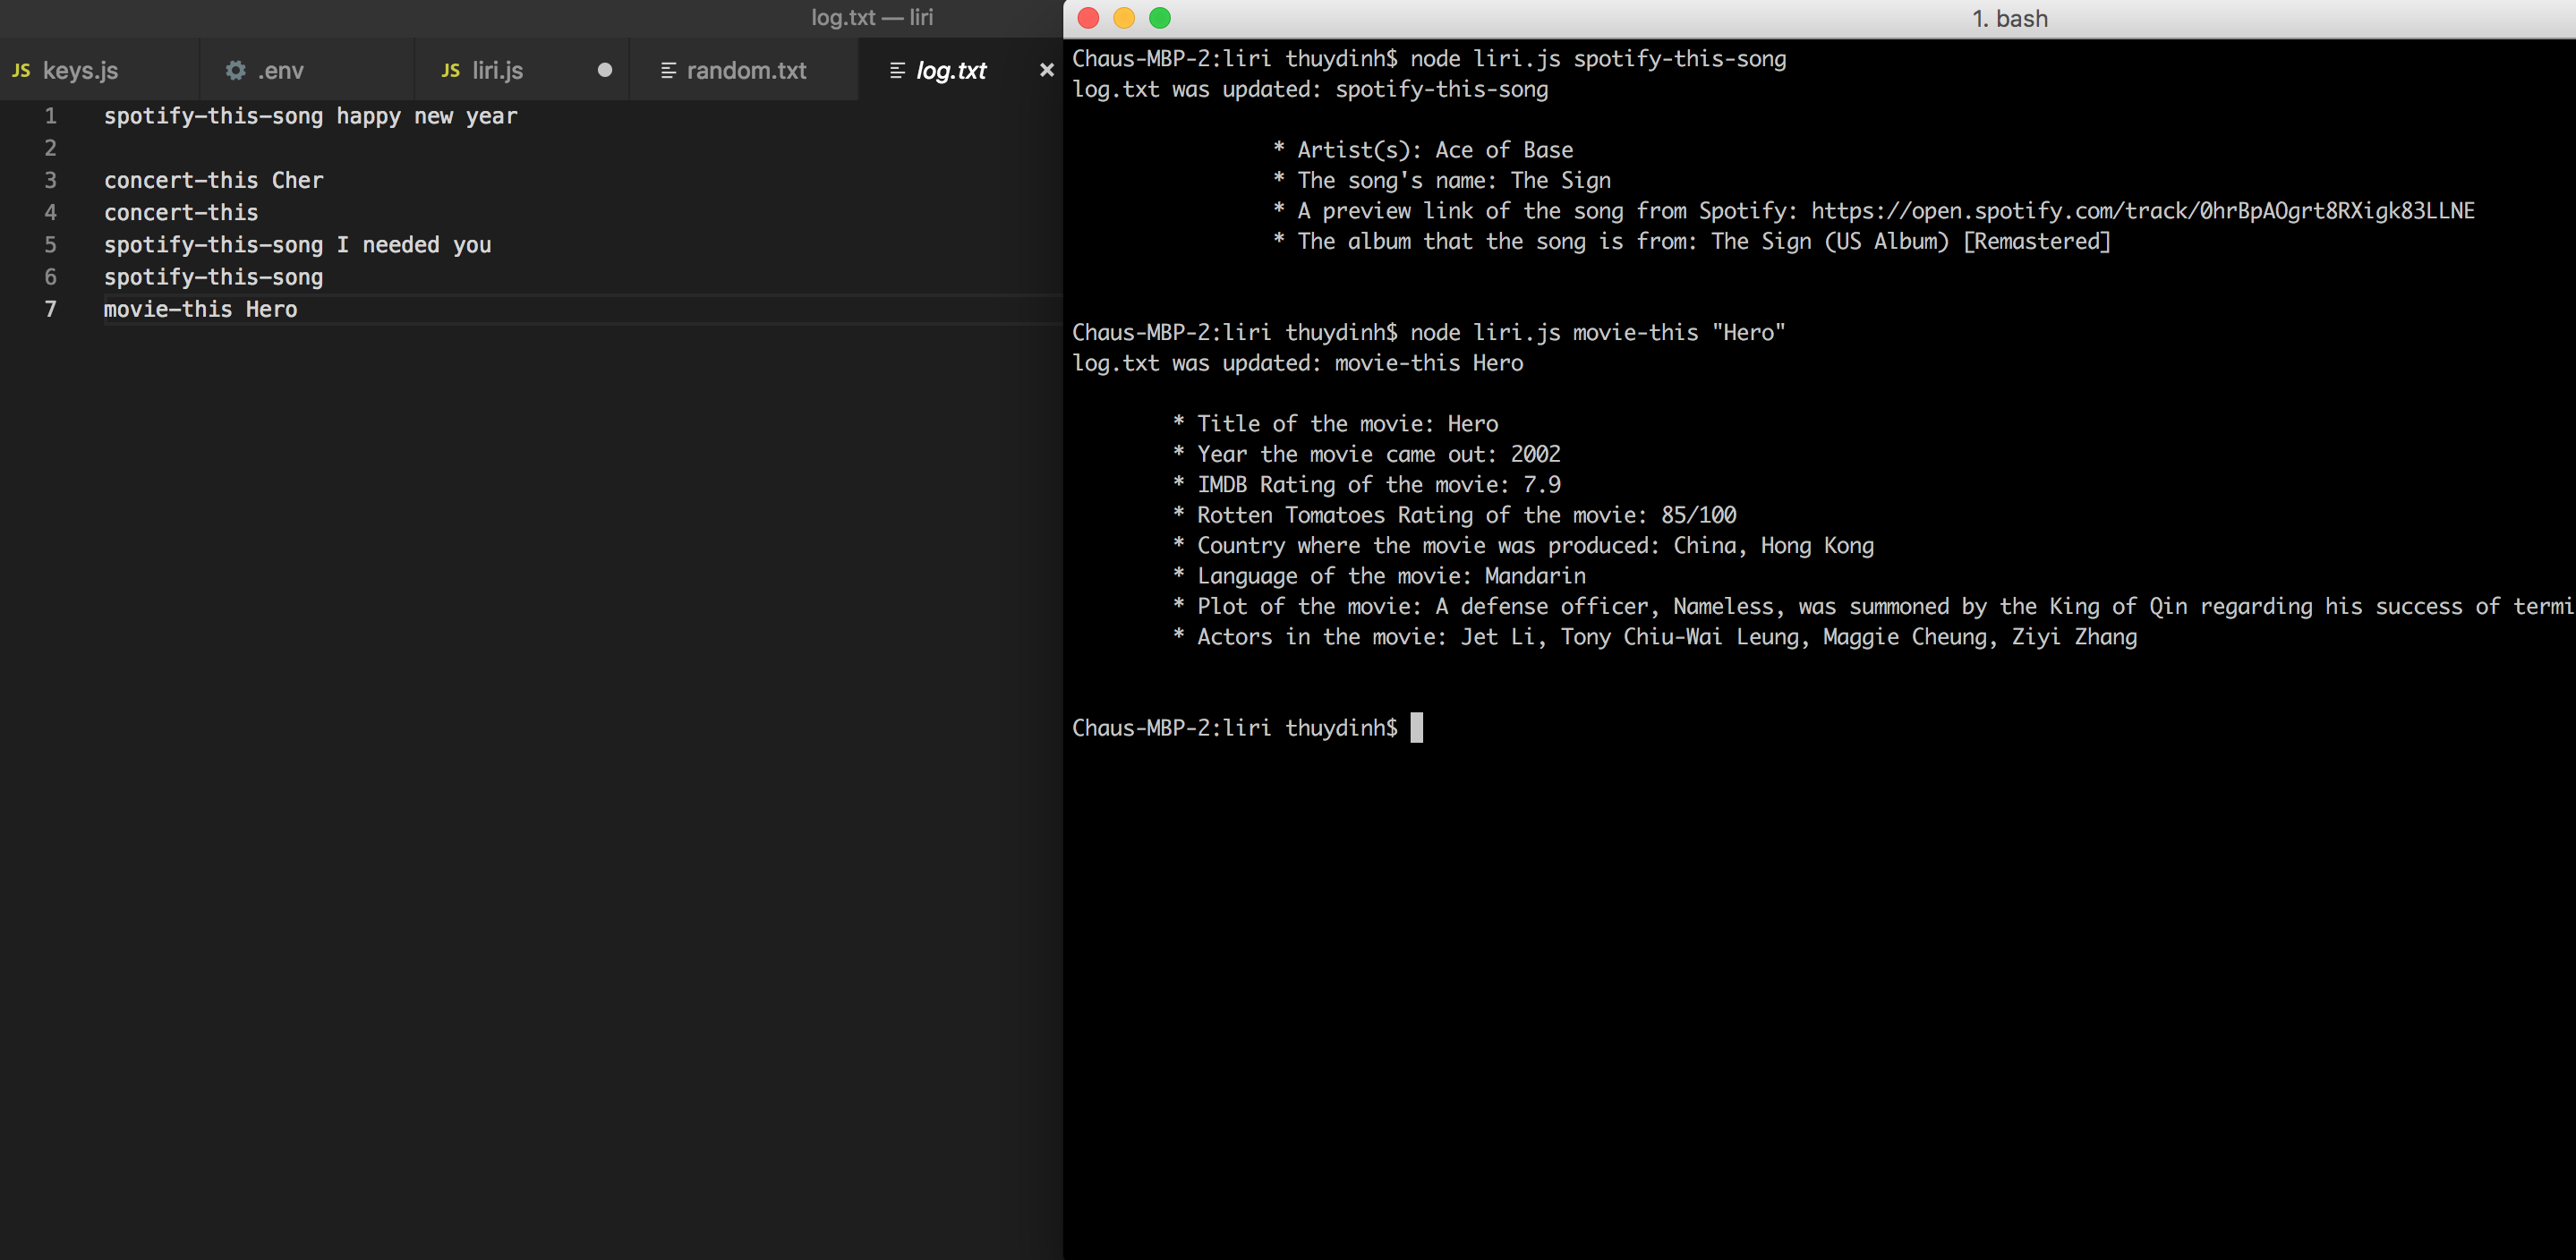 log.txt — liri
JS keys.js
.env
JS liri.js
random.txt
log.txt
1 spotify-this-song happy new year
2
3 concert-this Cher
4 concert-this
5 spotify-this-song I needed you
6 spotify-this-song
7 movie-this Hero
1. bash
Chaus-MBP-2:liri thuydinh$ node liri.js spotify-this-song
log.txt was updated: spotify-this-song
* Artist(s): Ace of Base
* The song's name: The Sign
* A preview link of the song from Spotify: https://open.spotify.com/track/0hrBpAOgrt8RXigk83LLNE
* The album that the song is from: The Sign (US Album) [Remastered]
Chaus-MBP-2:liri thuydinh$ node liri.js movie-this "Hero"
log.txt was updated: movie-this Hero
* Title of the movie: Hero
* Year the movie came out: 2002
* IMDB Rating of the movie: 7.9
* Rotten Tomatoes Rating of the movie: 85/100
* Country where the movie was produced: China, Hong Kong
* Language of the movie: Mandarin
* Plot of the movie: A defense officer, Nameless, was summoned by the King of Qin regarding his success of termi
* Actors in the movie: Jet Li, Tony Chiu-Wai Leung, Maggie Cheung, Ziyi Zhang
Chaus-MBP-2:liri thuydinh$